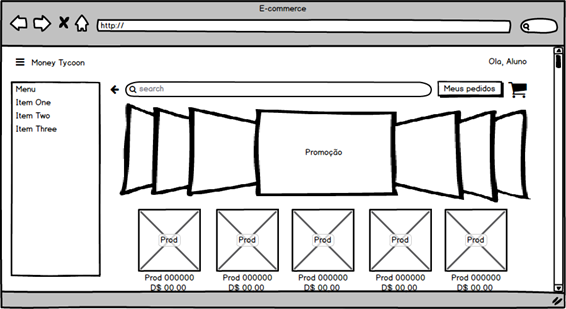 E-commerce
http://
Money Tycoon
Ola, Aluno
Menu
Item One
Item Two
Item Three
search
Meus pedidos
Promoção
Prod Prod Prod Prod Prod
Prod 000000 Prod 000000 Prod 000000 Prod 000000 Prod 000000
D$ 00,00 D$ 00,00 D$ 00,00 D$ 00,00 D$ 00,00